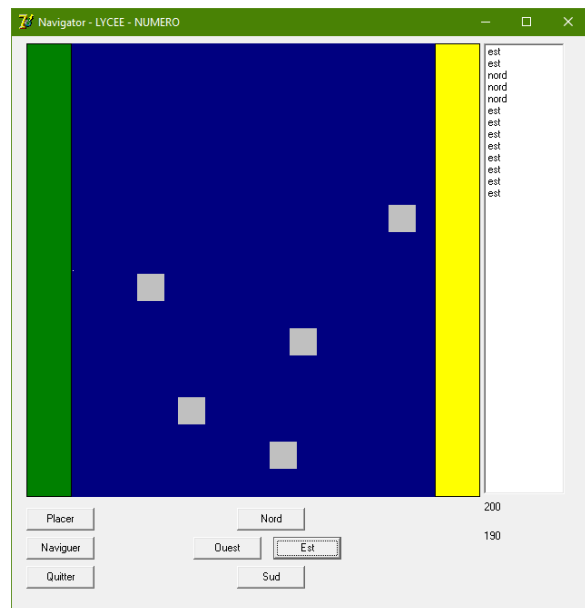 Navigator - LYCEE - NUMERO
est
est
nord
nord
nord
est
est
est
est
est
est
est
est
200
190
Placer
Nord
Naviguer
Ouest
Est
Quitter
Sud